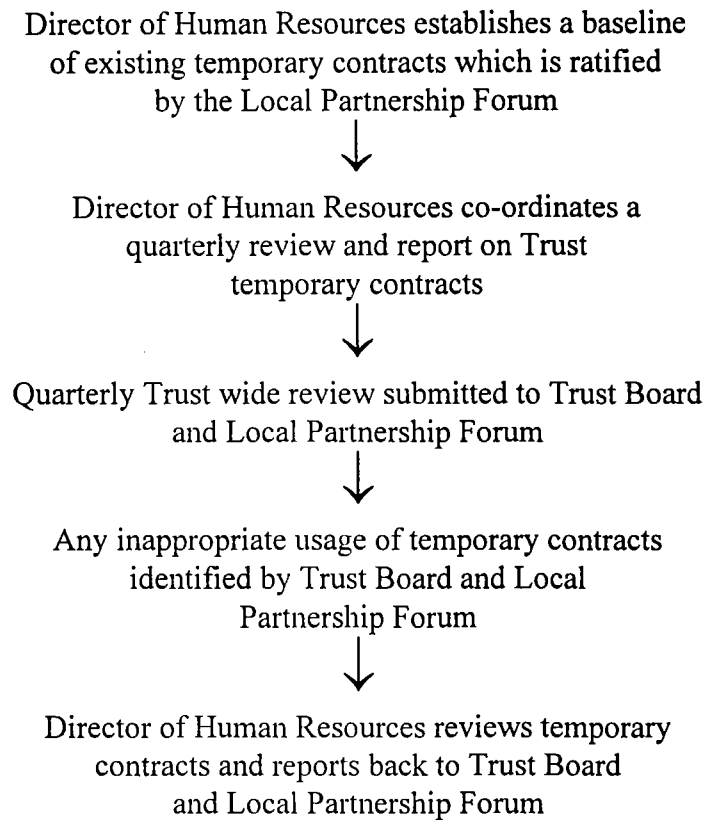 Director of Human Resources establishes a baseline
of existing temporary contracts which is ratified
by the Local Partnership Forum
Director of Human Resources co-ordinates a
quarterly review and report on Trust
temporary contracts
Quarterly Trust wide review submitted to Trust Board
and Local Partnership Forum
Any inappropriate usage of temporary contracts
identified by Trust Board and Local
Partnership Forum
Director of Human Resources reviews temporary
contracts and reports back to Trust Board
and Local Partnership Forum